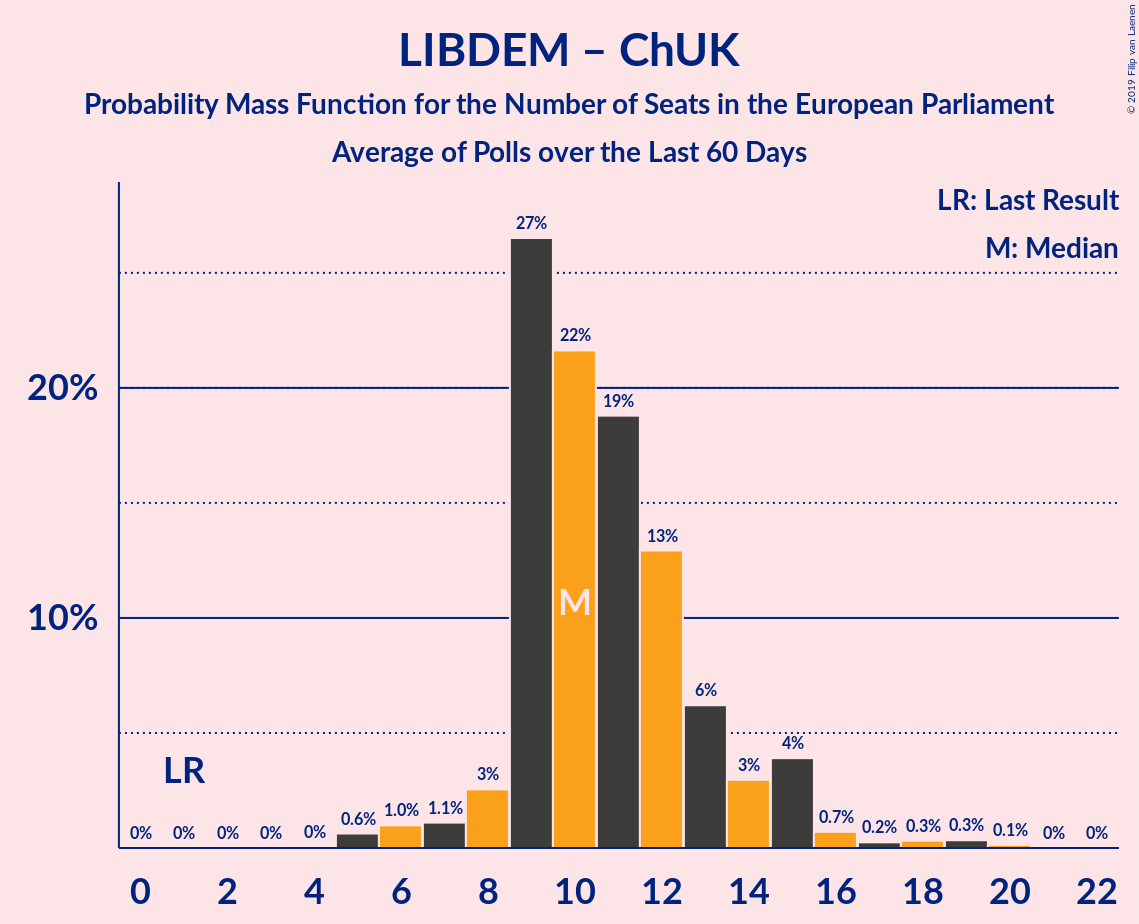 LIBDEM – ChUK
Probability Mass Function for the Number of Seats in the European Parliament
Average of Polls over the Last 60 Days
© 2019 Filip van Laenen
LR: Last Result
M: Median
27%
22%
20%
19%
13%
M
10%
6%
4%
LR
3%
3%
0% 0% 0% 0% 0% 0.6% 1.0% 1.1% 0.7% 0.2% 0.3% 0.3% 0.1% 0% 0%
0 2 4 6 8 10 12 14 16 18 20 22